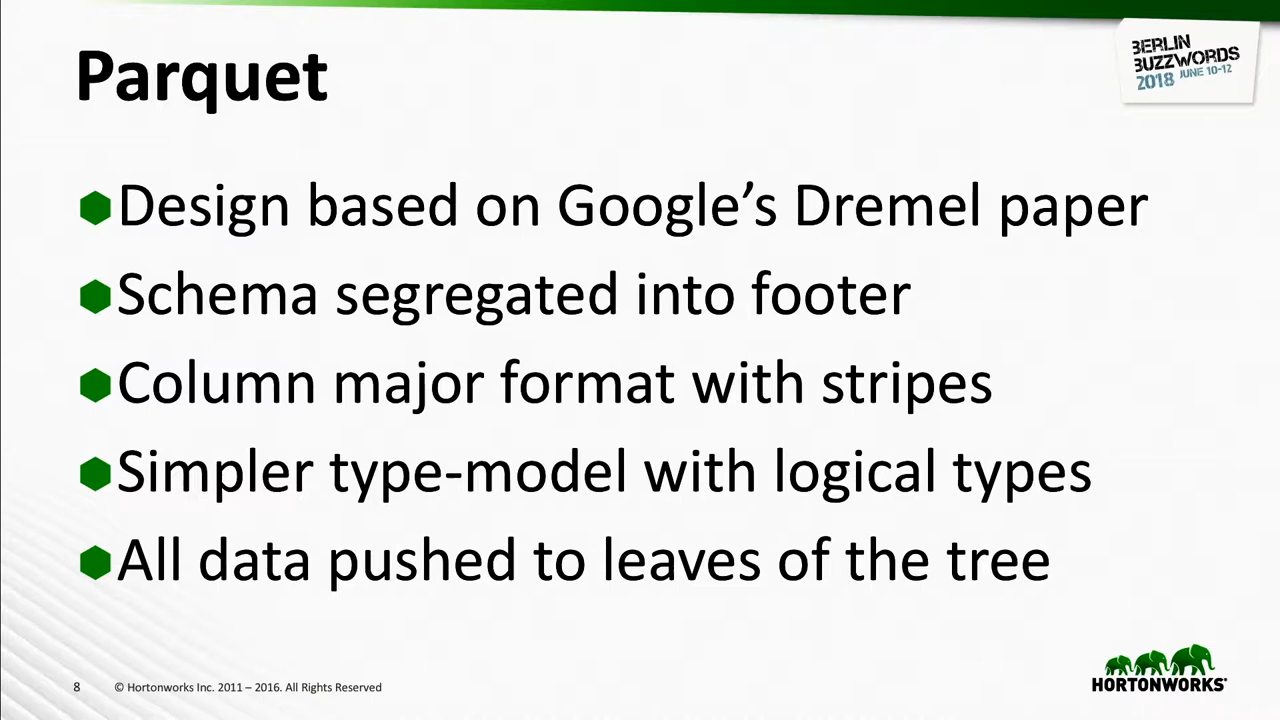 Parquet
BERLIN
BUZZWORDS
2018 JUNE 10-12
Design based on Google’s Dremel paper
Schema segregated into footer
Column major format with stripes
Simpler type-model with logical types
All data pushed to leaves of the tree
8 © Hortonworks Inc. 2011 – 2016. All Rights Reserved
HORTONWORKS